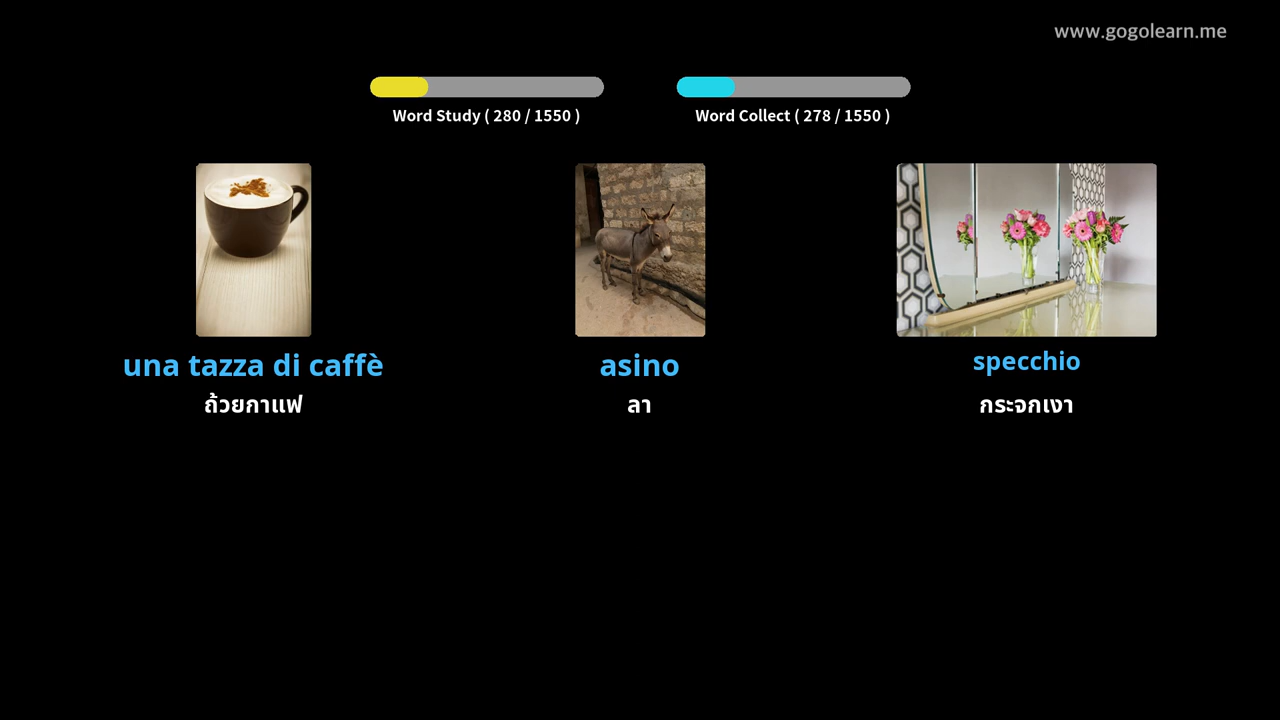 www.gogolearn.me
Word Study ( 280 / 1550 )
Word Collect ( 278 / 1550 )
una tazza di caffè
ถ้วยกาแฟ
asino
ลา
specchio
กระจกเงา